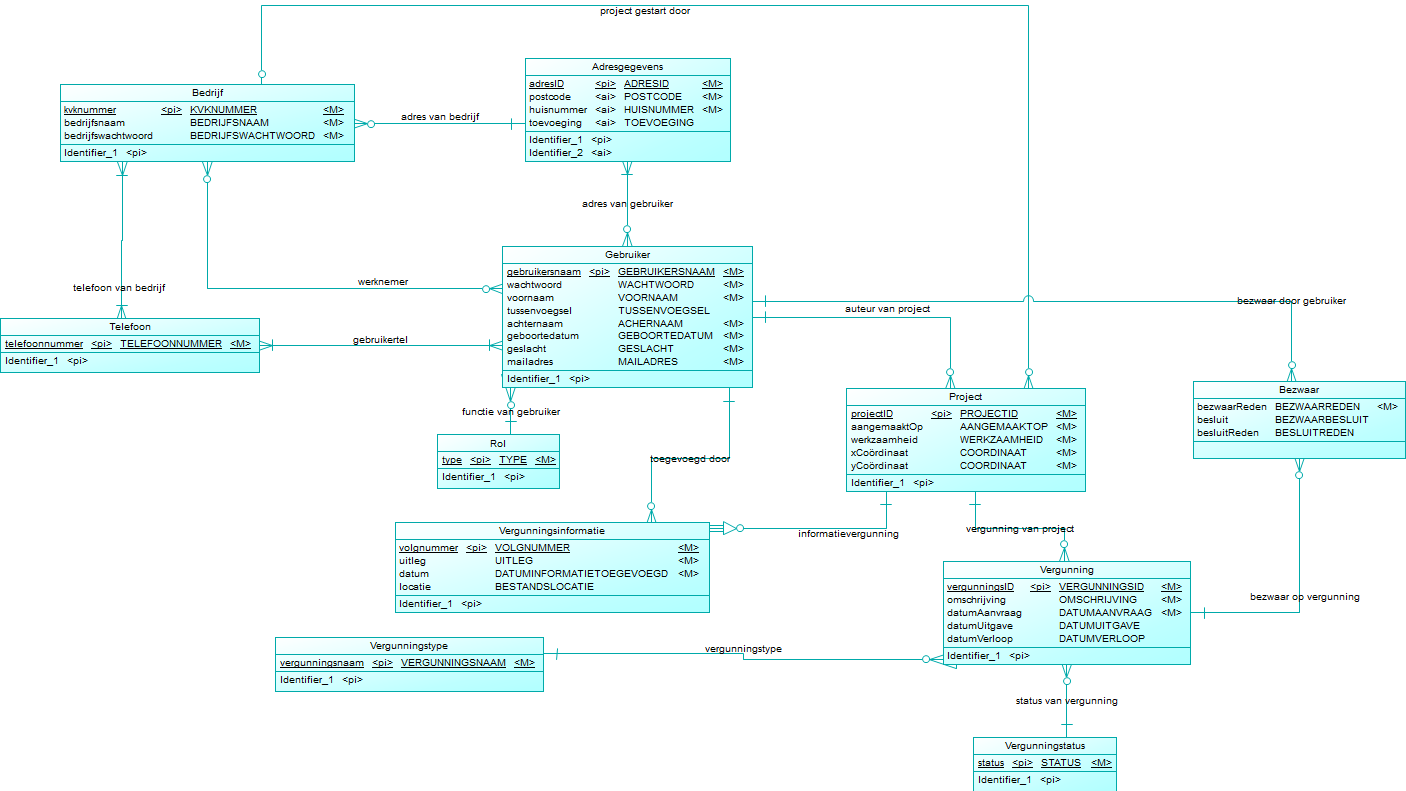 project gestart door
Adresgegevens
adresID <pi> ADRESID <M>
postcode <ai> POSTCODE <M>
huisnummer <ai> HUISNUMMER <M>
toevoeging <ai> TOEVOEGING
Identifier_1 <pi>
Identifier_2 <ai>
Bedrijf
kvknummer <pi> KVKNUMMER <M>
bedrijfsnaam BEDRIJFSNAAM <M>
bedrijfswachtwoord BEDRIJFSWACHTWOORD <M>
Identifier_1 <pi>
adres van bedrijf
adres van gebruiker
Gebruiker
gebruikersnaam <pi> GEBRUIKERSNAAM <M>
wachtwoord WACHTWOORD <M>
voornaam VOORNAAM <M>
tussenvoegsel TUSSENVOEGSEL
achternaam ACHERNAAM <M>
geboortedatum GEBOORTEDATUM <M>
geslacht GESLACHT <M>
mailadres MAILADRES <M>
Identifier_1 <pi>
werknemer
telefoon van bedrijf
bezwaar door gebruiker
auteur van project
Telefoon
telefoonnummer <pi> TELEFOONNUMMER <M>
Identifier_1 <pi>
gebruikertel
functie van gebruiker
Rol
type <pi> TYPE <M>
Identifier_1 <pi>
Project
projectID <pi> PROJECTID <M>
aangemaaktOp AANGEMAAKTOP <M>
werkzaamheid WERKZAAMHEID <M>
xCoördinaat COORDINAAT <M>
yCoördinaat COORDINAAT <M>
Identifier_1 <pi>
Bezwaar
bezwaarReden BEZWAARREDEN <M>
besluit BEZWAARBESLUIT
besluitReden BESLUITREDEN
toegevoegd door
Vergunningsinformatie
volgnummer <pi> VOLGNUMMER <M>
uitleg UITLEG <M>
datum DATUMINFORMATIETOEGEVOEGD <M>
locatie BESTANDSLOCATIE
Identifier_1 <pi>
informatievergunning
vergunning van project
Vergunning
vergunningsID <pi> VERGUNNINGSID <M>
omschrijving OMSCHRIJVING <M>
datumAanvraag DATUMAANVRAAG <M>
datumUitgave DATUMUITGAVE
datumVerloop DATUMVERLOOP
Identifier_1 <pi>
bezwaar op vergunning
Vergunningstype
vergunningsnaam <pi> VERGUNNINGSNAAM <M>
Identifier_1 <pi>
vergunningstype
status van vergunning
Vergunningstatus
status <pi> STATUS <M>
Identifier_1 <pi>